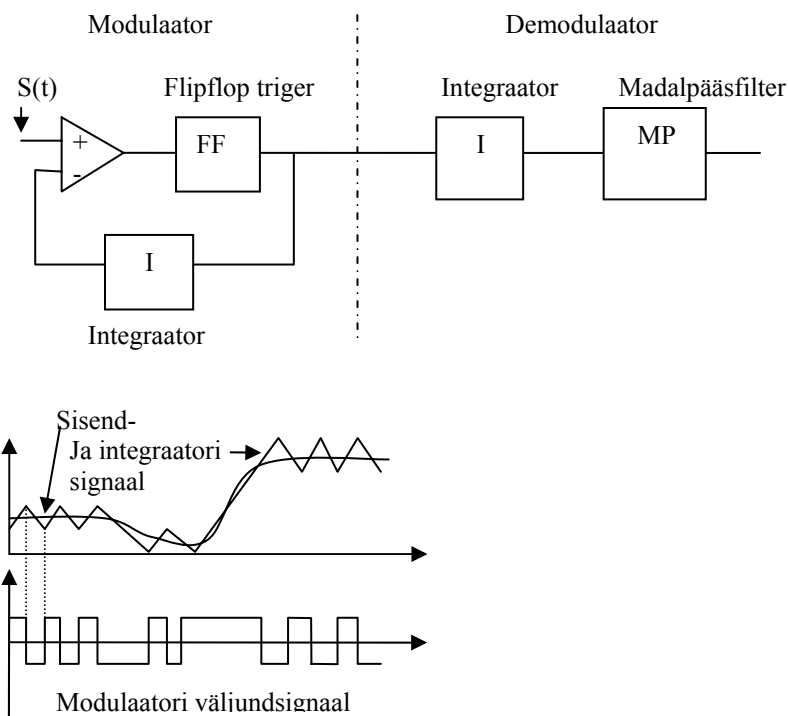 Modulaator
Demodulaator
S(t)
Flipflop triger
Integraator
Madalpääsfilter
+
-
FF
I
MP
I
Integraator
Sisend-
Ja integraatori
signaal
Modulaatori väljundsignaal